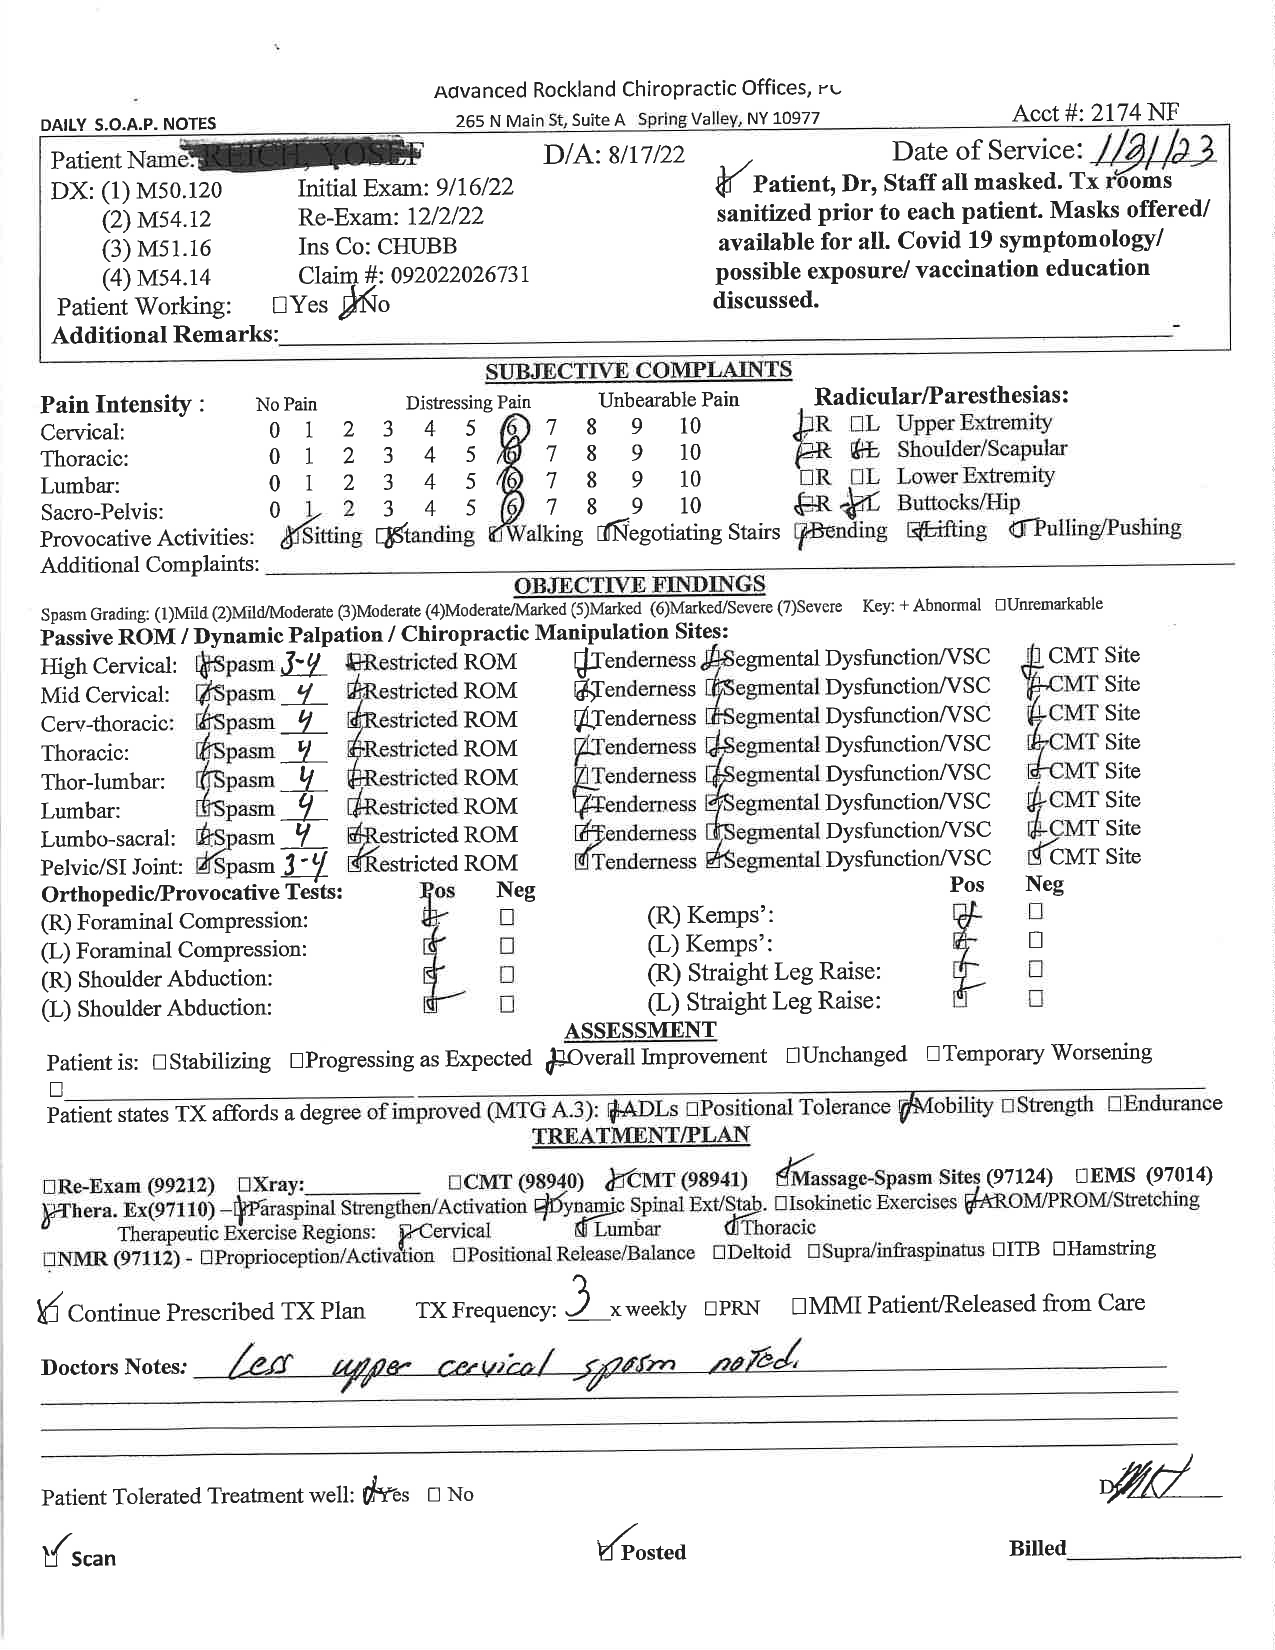 Advanced Rockland Chiropractic Offices, PC
DAILY S.O.A.P. NOTES 265 N Main St, Suite A Spring Valley, NY 10977 Acct #: 2174 NF
Patient Name: D/A: 8/17/22 Date of Service: 1/31/23
DX: (1) M50.120 Initial Exam: 9/16/22 Patient, Dr, Staff all masked. Tx rooms
(2) M54.12 Re-Exam: 12/2/22 sanitized prior to each patient. Masks offered/
(3) M51.16 Ins Co: CHUBB available for all. Covid 19 symptomology/
(4) M54.14 Claim #: 092022026731 possible exposure/ vaccination education
Patient Working: ☐Yes ☑No discussed.
Additional Remarks:
SUBJECTIVE COMPLAINTS
Pain Intensity : No Pain Distressing Pain Unbearable Pain Radicular/Paresthesias:
Cervical: 0 1 2 3 4 5 6 7 8 9 10 ☑R ☐L Upper Extremity
Thoracic: 0 1 2 3 4 5 6 7 8 9 10 ☑R ☑L Shoulder/Scapular
Lumbar: 0 1 2 3 4 5 6 7 8 9 10 ☐R ☐L Lower Extremity
Sacro-Pelvis: 0 1 2 3 4 5 6 7 8 9 10 ☑R ☑L Buttocks/Hip
Provocative Activities: ☑Sitting ☑Standing ☑Walking ☑Negotiating Stairs ☑Bending ☑Lifting ☑Pulling/Pushing
Additional Complaints:
OBJECTIVE FINDINGS
Spasm Grading: (1)Mild (2)Mild/Moderate (3)Moderate (4)Moderate/Marked (5)Marked (6)Marked/Severe (7)Severe Key: + Abnormal ☐Unremarkable
Passive ROM / Dynamic Palpation / Chiropractic Manipulation Sites:
High Cervical: ☑Spasm 3-4 ☑Restricted ROM ☑Tenderness ☑Segmental Dysfunction/VSC ☑CMT Site
Mid Cervical: ☑Spasm 4 ☑Restricted ROM ☑Tenderness ☑Segmental Dysfunction/VSC ☑CMT Site
Cerv-thoracic: ☑Spasm 4 ☑Restricted ROM ☑Tenderness ☑Segmental Dysfunction/VSC ☑CMT Site
Thoracic: ☑Spasm 4 ☑Restricted ROM ☑Tenderness ☑Segmental Dysfunction/VSC ☑CMT Site
Thor-lumbar: ☑Spasm 4 ☑Restricted ROM ☑Tenderness ☑Segmental Dysfunction/VSC ☑CMT Site
Lumbar: ☑Spasm 4 ☑Restricted ROM ☑Tenderness ☑Segmental Dysfunction/VSC ☑CMT Site
Lumbo-sacral: ☑Spasm 4 ☑Restricted ROM ☑Tenderness ☑Segmental Dysfunction/VSC ☑CMT Site
Pelvic/SI Joint: ☑Spasm 3-4 ☑Restricted ROM ☑Tenderness ☑Segmental Dysfunction/VSC ☑CMT Site
Orthopedic/Provocative Tests: Pos Neg Pos Neg
(R) Foraminal Compression: ☑ ☐ (R) Kemps': ☑ ☐
(L) Foraminal Compression: ☑ ☐ (L) Kemps': ☑ ☐
(R) Shoulder Abduction: ☑ ☐ (R) Straight Leg Raise: ☑ ☐
(L) Shoulder Abduction: ☑ ☐ (L) Straight Leg Raise: ☑ ☐
ASSESSMENT
Patient is: ☐Stabilizing ☐Progressing as Expected ☑Overall Improvement ☐Unchanged ☐Temporary Worsening
☐
Patient states TX affords a degree of improved (MTG A.3): ☑ADLs ☐Positional Tolerance ☑Mobility ☐Strength ☐Endurance
TREATMENT/PLAN
☐Re-Exam (99212) ☐Xray: ☐CMT (98940) ☑CMT (98941) ☑Massage-Spasm Sites (97124) ☐EMS (97014)
☑Thera. Ex(97110) –☑Paraspinal Strengthen/Activation ☑Dynamic Spinal Ext/Stab. ☐Isokinetic Exercises ☑AROM/PROM/Stretching
Therapeutic Exercise Regions: ☑Cervical ☑Lumbar ☑Thoracic
☐NMR (97112) - ☐Proprioception/Activation ☐Positional Release/Balance ☐Deltoid ☐Supra/infraspinatus ☐ITB ☐Hamstring
☑ Continue Prescribed TX Plan TX Frequency: 3 x weekly ☐PRN ☐MMI Patient/Released from Care
Doctors Notes: Less upper cervical spasm noted.
Patient Tolerated Treatment well: ☑Yes ☐ No Dr.
☑ Scan ☑ Posted Billed